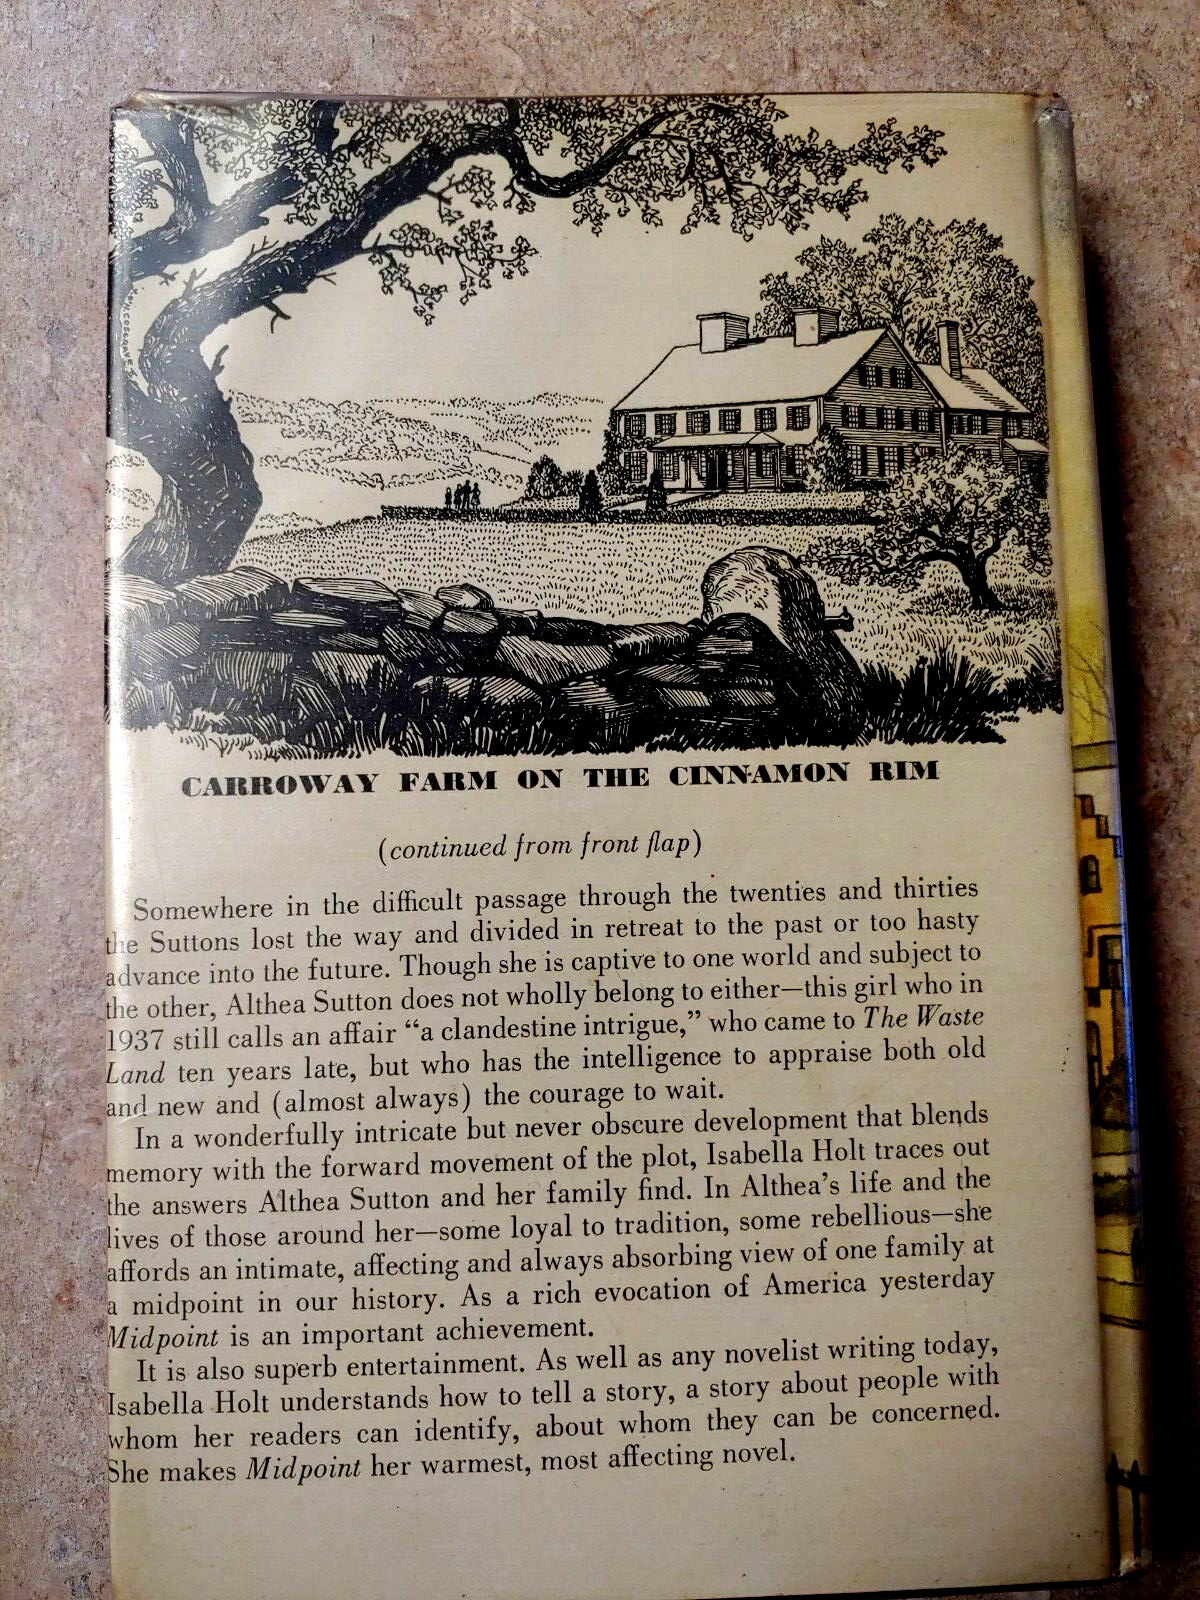 JOHN O'HARA COSGRAVE II
CARROWAY FARM ON THE CINNAMON RIM
(continued from front flap)
Somewhere in the difficult passage through the twenties and thirties
the Suttons lost the way and divided in retreat to the past or too hasty
advance into the future. Though she is captive to one world and subject to
the other, Althea Sutton does not wholly belong to either—this girl who in
1937 still calls an affair “a clandestine intrigue,” who came to The Waste
Land ten years late, but who has the intelligence to appraise both old
and new and (almost always) the courage to wait.
In a wonderfully intricate but never obscure development that blends
memory with the forward movement of the plot, Isabella Holt traces out
the answers Althea Sutton and her family find. In Althea’s life and the
lives of those around her—some loyal to tradition, some rebellious—she
affords an intimate, affecting and always absorbing view of one family at
a midpoint in our history. As a rich evocation of America yesterday
Midpoint is an important achievement.
It is also superb entertainment. As well as any novelist writing today,
Isabella Holt understands how to tell a story, a story about people with
whom her readers can identify, about whom they can be concerned.
She makes Midpoint her warmest, most affecting novel.